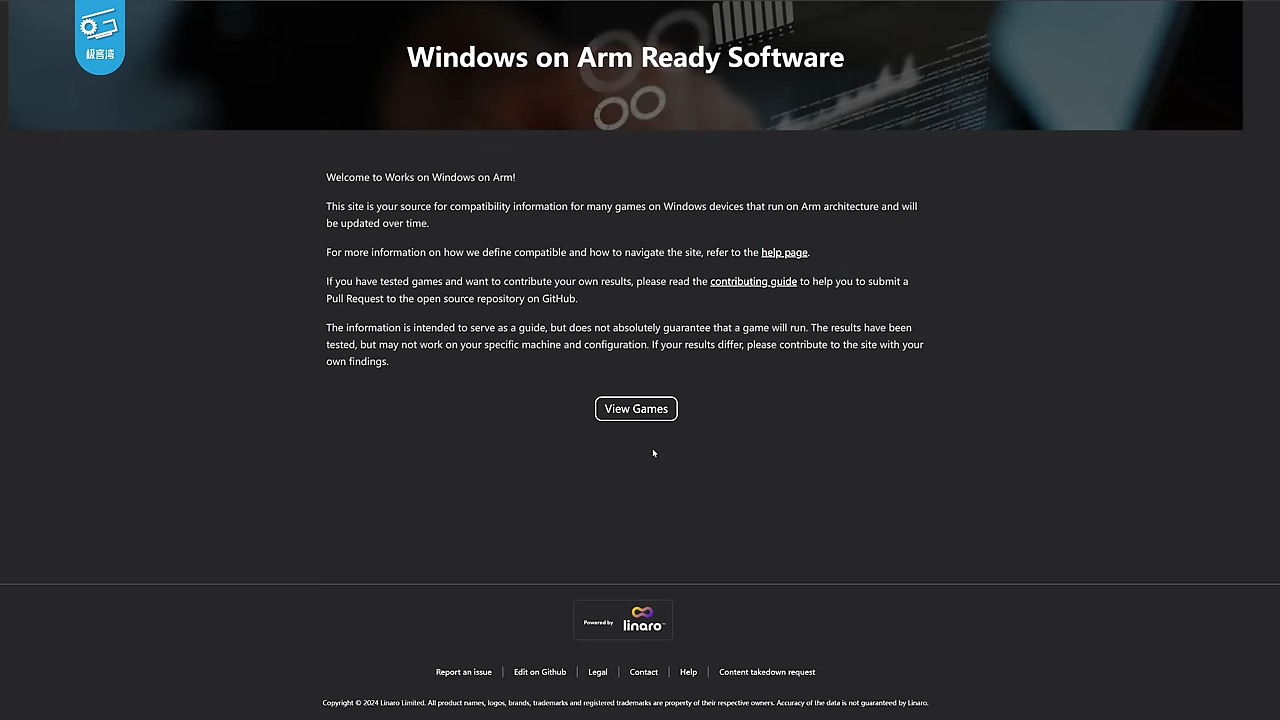 极客湾
Windows on Arm Ready Software
Welcome to Works on Windows on Arm!
This site is your source for compatibility information for many games on Windows devices that run on Arm architecture and will
be updated over time.
For more information on how we define compatible and how to navigate the site, refer to the help page.
If you have tested games and want to contribute your own results, please read the contributing guide to help you to submit a
Pull Request to the open source repository on GitHub.
The information is intended to serve as a guide, but does not absolutely guarantee that a game will run. The results have been
tested, but may not work on your specific machine and configuration. If your results differ, please contribute to the site with your
own findings.
View Games
Powered by linaro™
Report an issue | Edit on Github | Legal | Contact | Help | Content takedown request
Copyright © 2024 Linaro Limited. All product names, logos, brands, trademarks and registered trademarks are property of their respective owners. Accuracy of the data is not guaranteed by Linaro.